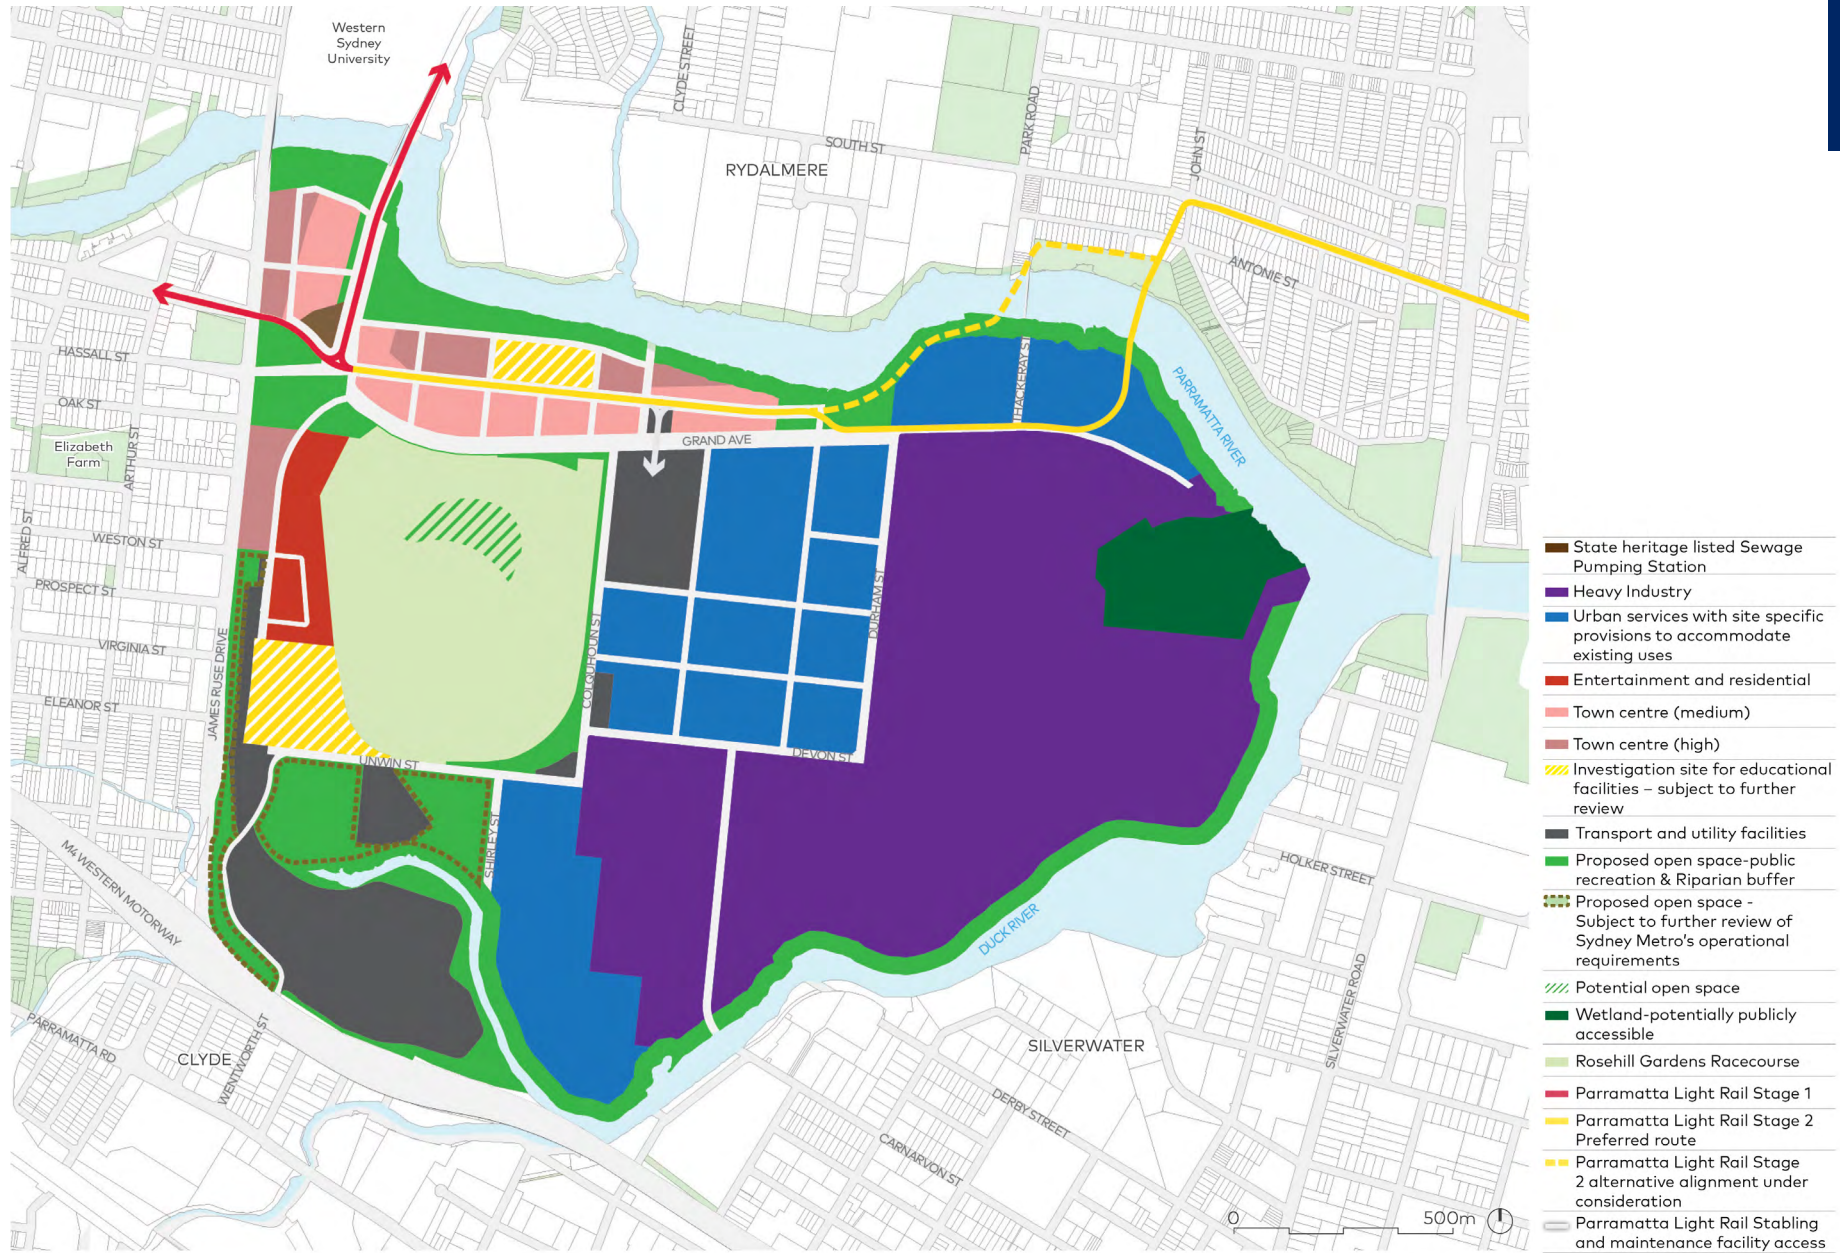 Western
Sydney
University
CLYDE STREET
PARK ROAD
SOUTH ST
JOHN ST
RYDALMERE
ANTONIE ST
HASSALL ST
OAK ST
THACKERAY ST
PARRAMATTA RIVER
Elizabeth
Farm
ARTHUR ST
GRAND AVE
ALFRED ST
WESTON ST
PROSPECT ST
VIRGINIA ST
JAMES RUSE DRIVE
COLQUHOUN ST
DURHAM ST
ELEANOR ST
UNWIN ST
DEVON ST
SHIRLEY ST
M4 WESTERN MOTORWAY
HOLKER STREET
DUCK RIVER
SILVERWATER ROAD
PARRAMATTA RD
CLYDE
WENTWORTH ST
SILVERWATER
DERBY STREET
CARNARVON ST
0
500m
State heritage listed Sewage
Pumping Station
Heavy Industry
Urban services with site specific
provisions to accommodate
existing uses
Entertainment and residential
Town centre (medium)
Town centre (high)
Investigation site for educational
facilities – subject to further
review
Transport and utility facilities
Proposed open space-public
recreation & Riparian buffer
Proposed open space -
Subject to further review of
Sydney Metro's operational
requirements
Potential open space
Wetland-potentially publicly
accessible
Rosehill Gardens Racecourse
Parramatta Light Rail Stage 1
Parramatta Light Rail Stage 2
Preferred route
Parramatta Light Rail Stage
2 alternative alignment under
consideration
Parramatta Light Rail Stabling
and maintenance facility access